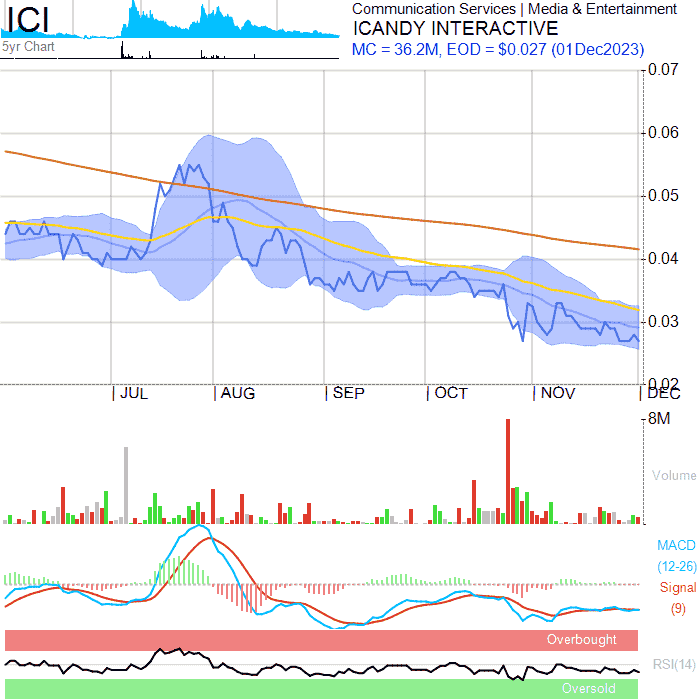 ICI
5yr Chart
Communication Services | Media & Entertainment
ICANDY INTERACTIVE
MC = 36.2M, EOD = $0.027 (01Dec2023)
0.07
0.06
0.05
0.04
0.03
0.02
JUL AUG SEP OCT NOV DEC
8M
Volume
MACD
(12-26)
Signal
(9)
Overbought
RSI(14)
Oversold